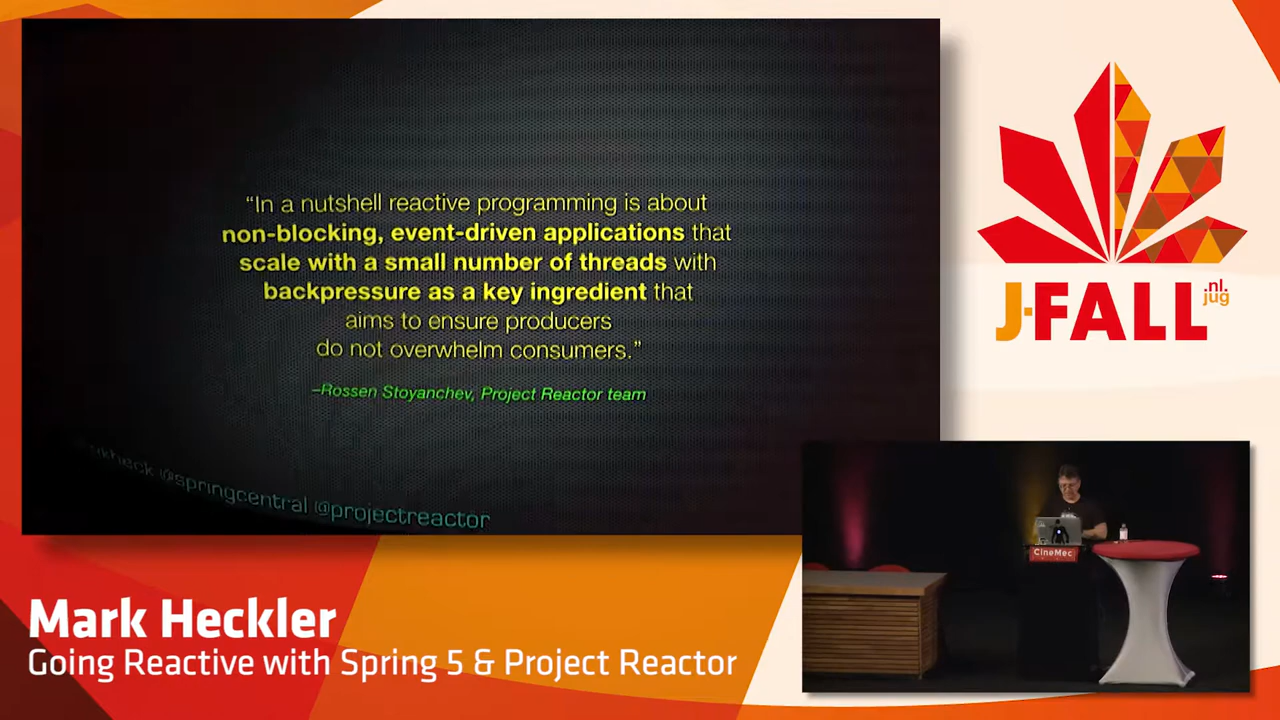 “In a nutshell reactive programming is about
non-blocking, event-driven applications that
scale with a small number of threads with
backpressure as a key ingredient that
aims to ensure producers
do not overwhelm consumers.”
–Rossen Stoyanchev, Project Reactor team
@springcentral @projectreactor
J-FALL
.nl.
jug
CineMec
Mark Heckler
Going Reactive with Spring 5 & Project Reactor